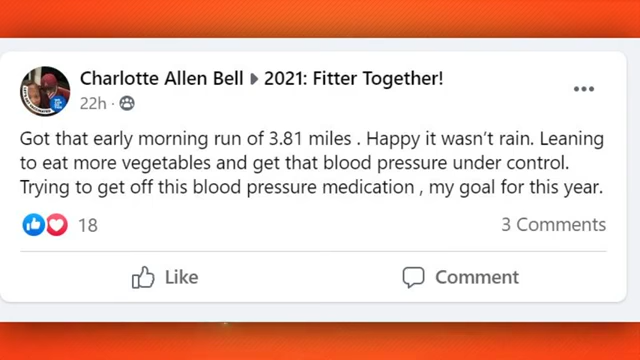 Charlotte Allen Bell ▸ 2021: Fitter Together!
22h ·
Got that early morning run of 3.81 miles . Happy it wasn't rain. Leaning
to eat more vegetables and get that blood pressure under control.
Trying to get off this blood pressure medication , my goal for this year.
18
3 Comments
Like
Comment